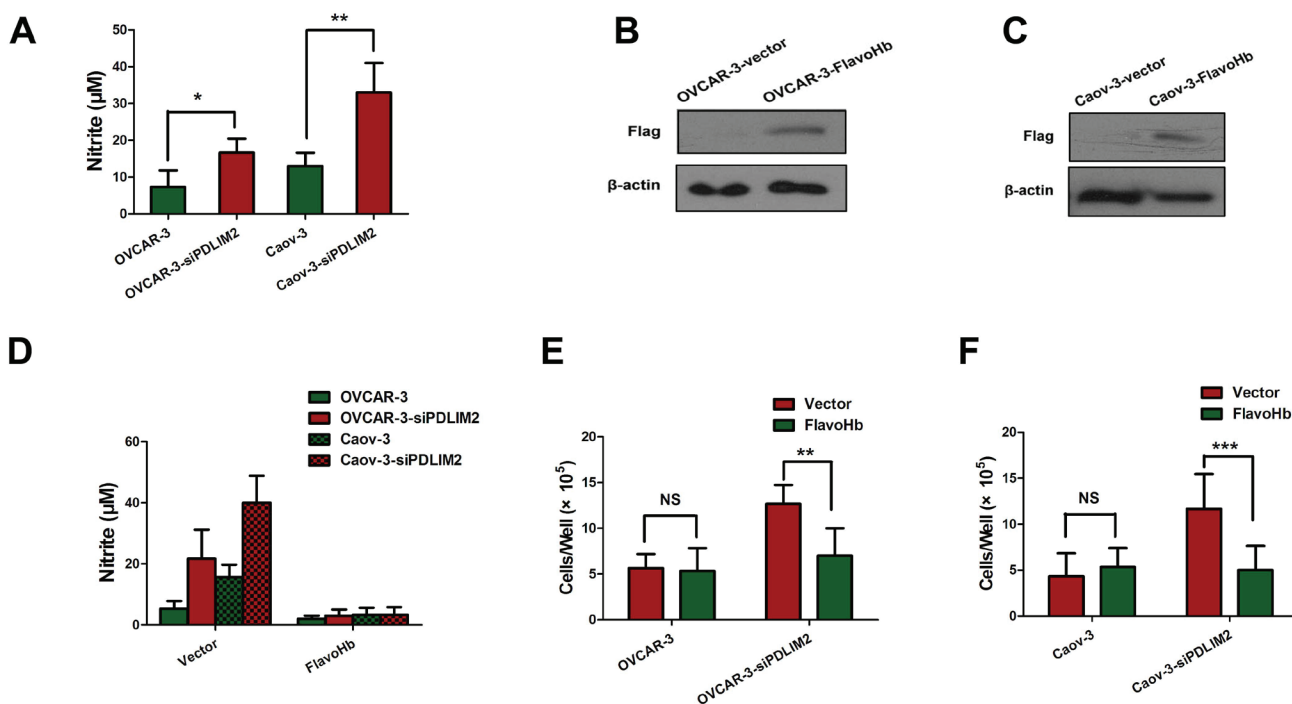 A
Nitrite (μM)
50
40
30
20
10
0
*
**
OVCAR-3
OVCAR-3-siPDLIM2
Caov-3
Caov-3-siPDLIM2
B
OVCAR-3-vector
OVCAR-3-FlavoHb
Flag
β-actin
C
Caov-3-vector
Caov-3-FlavoHb
Flag
β-actin
D
OVCAR-3
OVCAR-3-siPDLIM2
Caov-3
Caov-3-siPDLIM2
Nitrite (μM)
60
40
20
0
Vector
FlavoHb
E
Vector
FlavoHb
Cells/Well (× 10⁵)
20
15
10
5
0
NS
**
OVCAR-3
OVCAR-3-siPDLIM2
F
Vector
FlavoHb
Cells/Well (× 10⁵)
20
15
10
5
0
NS
***
Caov-3
Caov-3-siPDLIM2